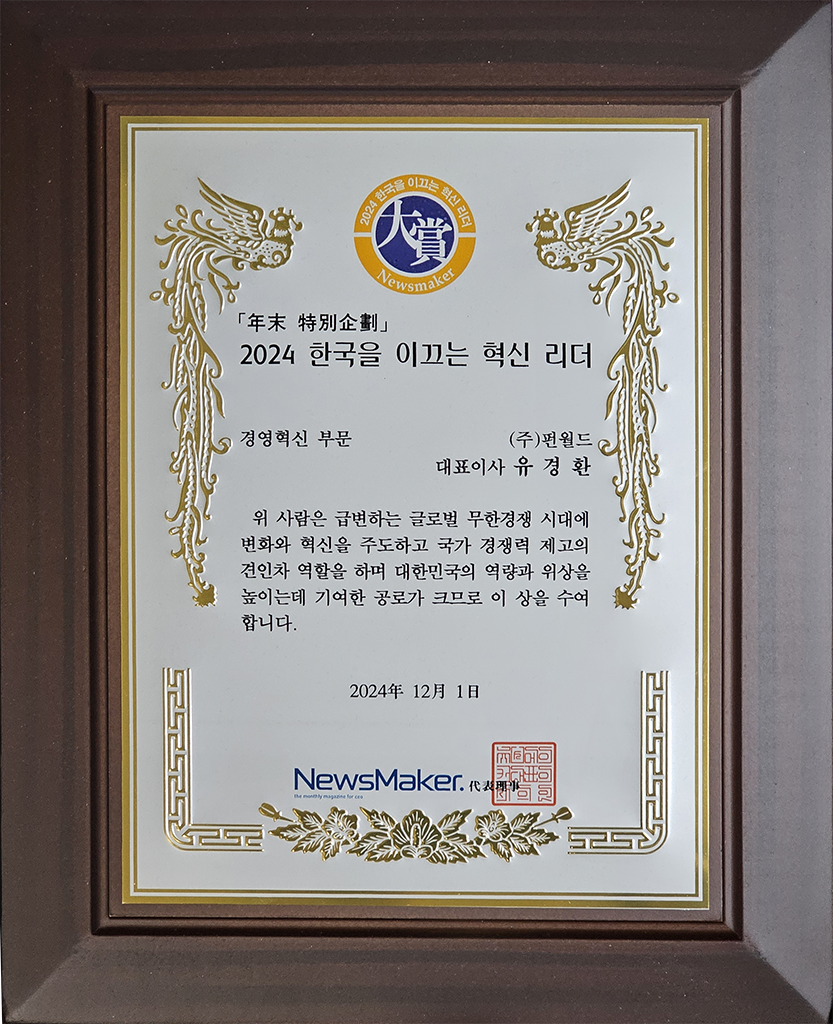 2024 한국을 이끄는 혁신 리더
大賞
Newsmaker
「年末 特別企劃」
2024 한국을 이끄는 혁신 리더
경영혁신 부문
(주)펀월드
대표이사 유 경 환
위 사람은 급변하는 글로벌 무한경쟁 시대에
변화와 혁신을 주도하고 국가 경쟁력 제고의
견인차 역할을 하며 대한민국의 역량과 위상을
높이는데 기여한 공로가 크므로 이 상을 수여
합니다.
2024年 12月 1日
NewsMaker. 代表理事
the monthly magazine for ceo